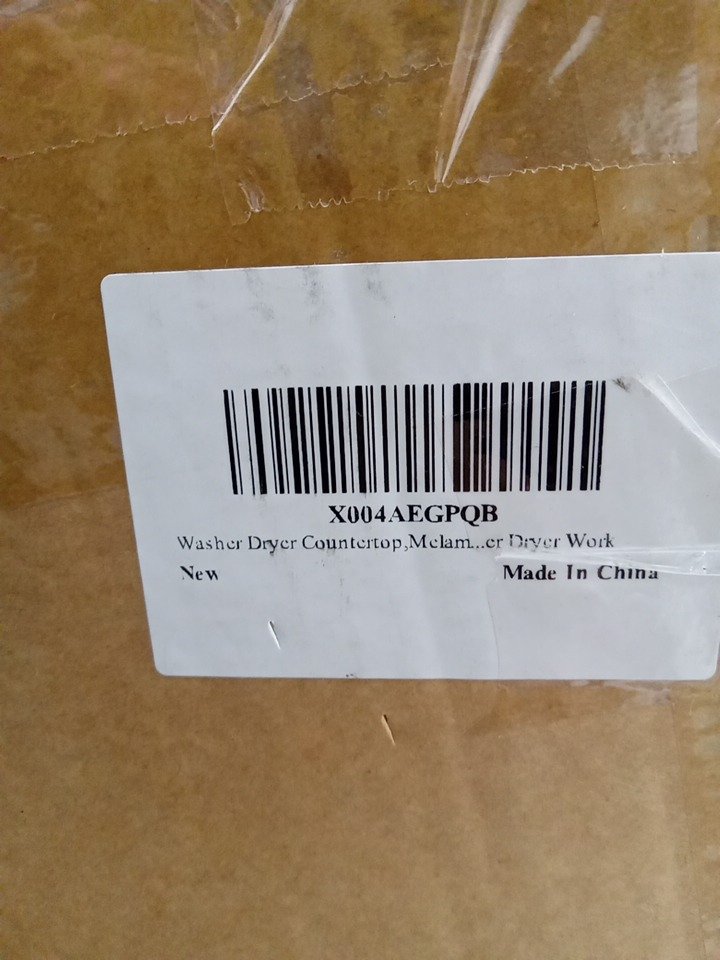 X004AEGPQB
Washer Dryer Countertop,Melam...er Dryer Work
New
Made In China